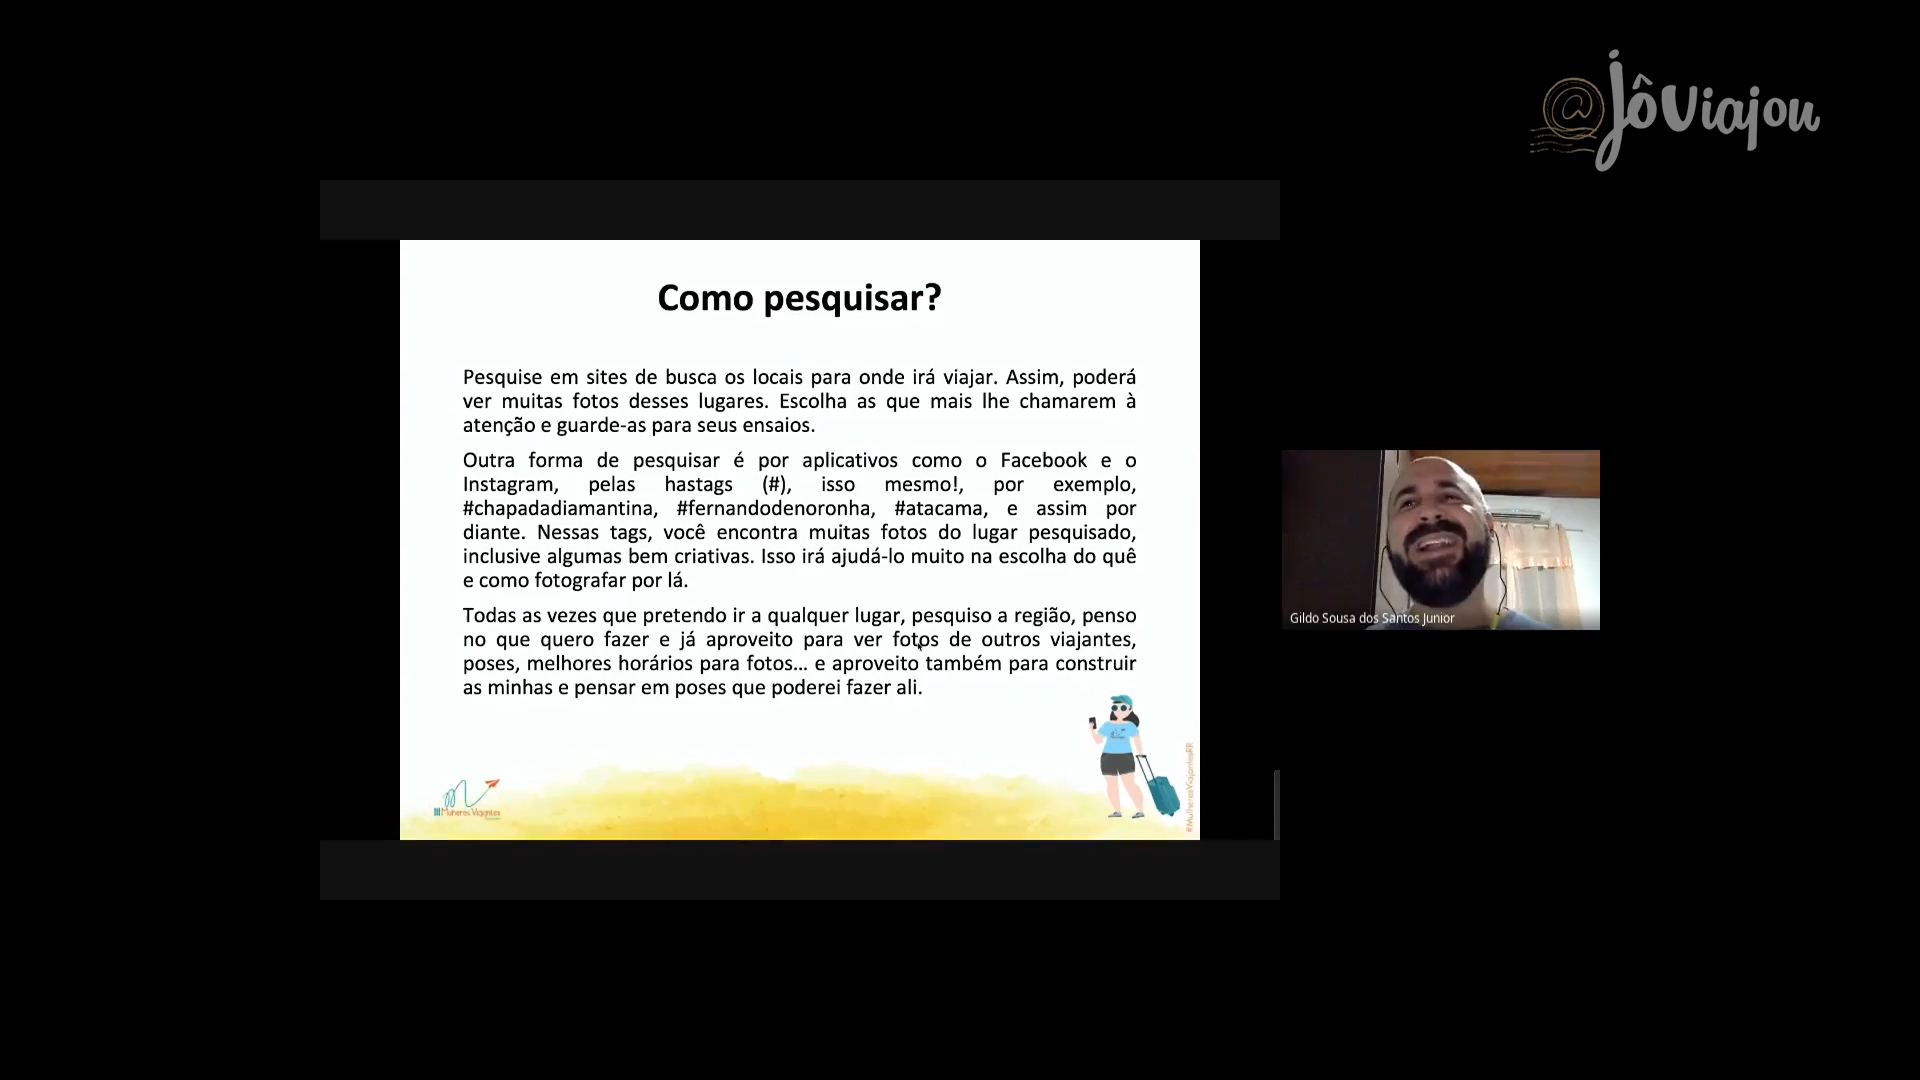 @jôviajou
Como pesquisar?
Pesquise em sites de busca os locais para onde irá viajar. Assim, poderá
ver muitas fotos desses lugares. Escolha as que mais lhe chamarem à
atenção e guarde-as para seus ensaios.
Outra forma de pesquisar é por aplicativos como o Facebook e o
Instagram, pelas hastags (#), isso mesmo!, por exemplo,
#chapadadiamantina, #fernandodenoronha, #atacama, e assim por
diante. Nessas tags, você encontra muitas fotos do lugar pesquisado,
inclusive algumas bem criativas. Isso irá ajudá-lo muito na escolha do quê
e como fotografar por lá.
Todas as vezes que pretendo ir a qualquer lugar, pesquiso a região, penso
no que quero fazer e já aproveito para ver fotos de outros viajantes,
poses, melhores horários para fotos... e aproveito também para construir
as minhas e pensar em poses que poderei fazer ali.
Gildo Sousa dos Santos Junior
Mulheres Viajantes
#MulheresViajantesRR